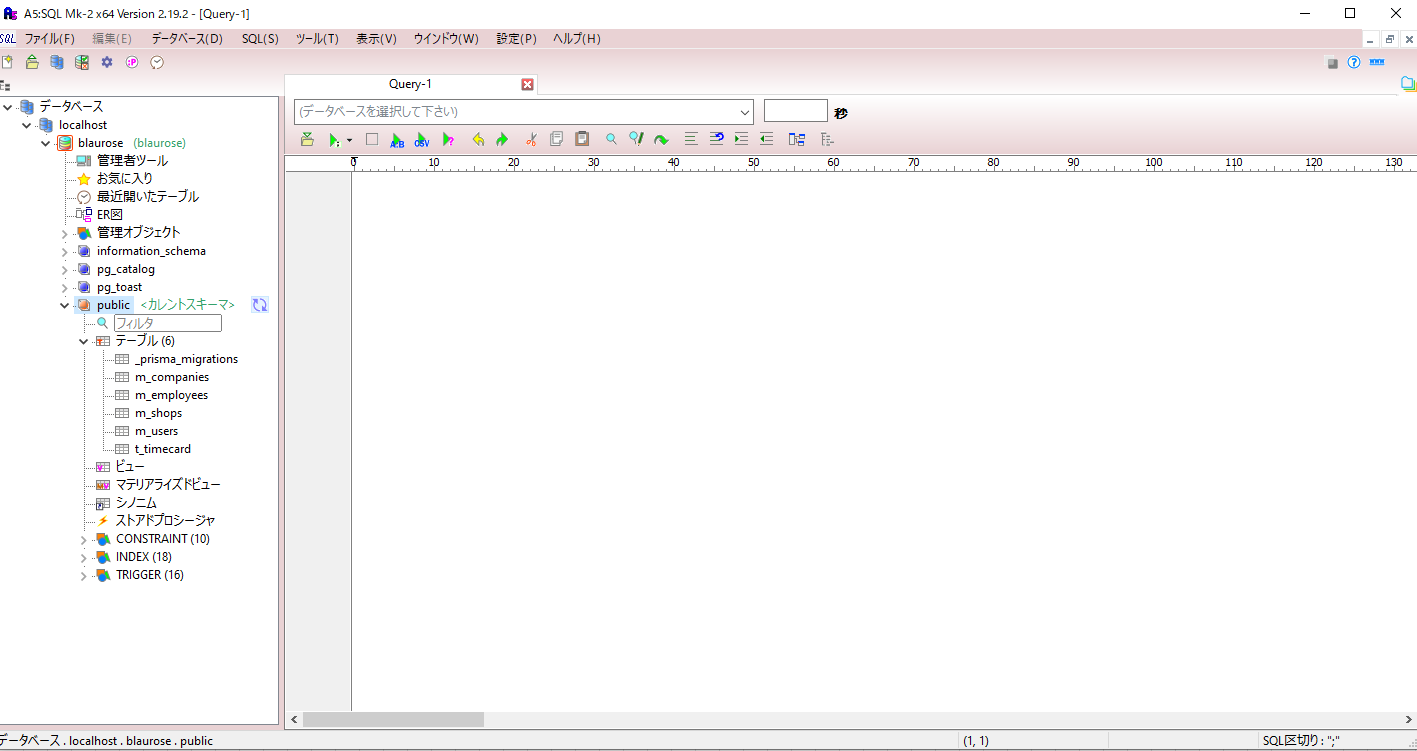 A5:SQL Mk-2 x64 Version 2.19.2 - [Query-1]
SQL ファイル(F) 編集(E) データベース(D) SQL(S) ツール(T) 表示(V) ウインドウ(W) 設定(P) ヘルプ(H)
Query-1
(データベースを選択して下さい) 秒
A:B CSV
0 10 20 30 40 50 60 70 80 90 100 110 120 130
データベース
localhost
blaurose (blaurose)
管理者ツール
お気に入り
最近開いたテーブル
ER図
管理オブジェクト
information_schema
pg_catalog
pg_toast
public <カレントスキーマ>
フィルタ
テーブル (6)
_prisma_migrations
m_companies
m_employees
m_shops
m_users
t_timecard
ビュー
マテリアライズドビュー
シノニム
ストアドプロシージャ
CONSTRAINT (10)
INDEX (18)
TRIGGER (16)
データベース . localhost . blaurose . public (1, 1) SQL区切り : ";"